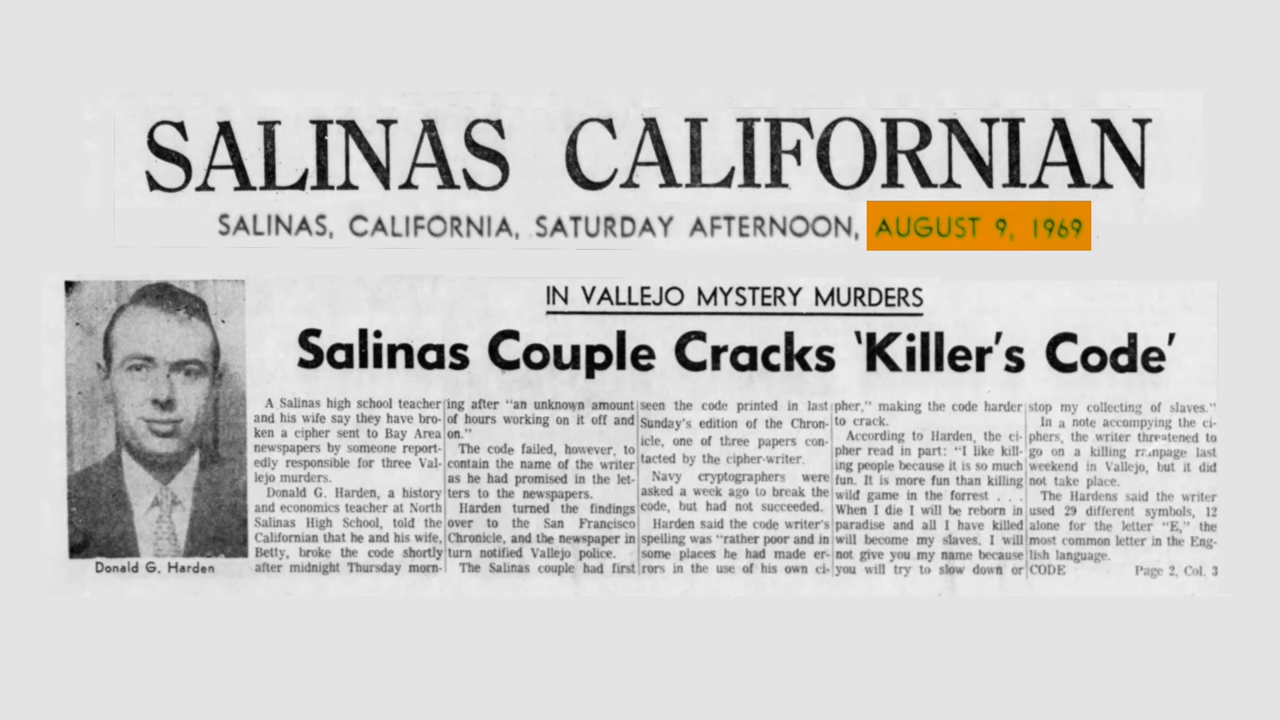 SALINAS CALIFORNIAN
SALINAS, CALIFORNIA, SATURDAY AFTERNOON, AUGUST 9, 1969
IN VALLEJO MYSTERY MURDERS
Salinas Couple Cracks 'Killer's Code'
Donald G. Harden
A Salinas high school teacher
and his wife say they have bro-
ken a cipher sent to Bay Area
newspapers by someone report-
edly responsible for three Val-
lejo murders.
Donald G. Harden, a history
and economics teacher at North
Salinas High School, told the
Californian that he and his wife,
Betty, broke the code shortly
after midnight Thursday morn-
ing after "an unknown amount
of hours working on it off and
on."
The code failed, however, to
contain the name of the writer
as he had promised in the let-
ters to the newspapers.
Harden turned the findings
over to the San Francisco
Chronicle, and the newspaper in
turn notified Vallejo police.
The Salinas couple had first
seen the code printed in last
Sunday's edition of the Chron-
icle, one of three papers con-
tacted by the cipher-writer.
Navy cryptographers were
asked a week ago to break the
code, but had not succeeded.
Harden said the code writer's
spelling was "rather poor and in
some places he had made er-
rors in the use of his own ci-
pher," making the code harder
to crack.
According to Harden, the ci-
pher read in part: "I like kill-
ing people because it is so much
fun. It is more fun than killing
wild game in the forrest . . .
When I die I will be reborn in
paradise and all I have killed
will become my slaves. I will
not give you my name because
you will try to slow down or
stop my collecting of slaves."
In a note accompying the ci-
phers, the writer threatened to
go on a killing rampage last
weekend in Vallejo, but it did
not take place.
The Hardens said the writer
used 29 different symbols, 12
alone for the letter "E," the
most common letter in the Eng-
lish language.
CODE Page 2, Col. 3